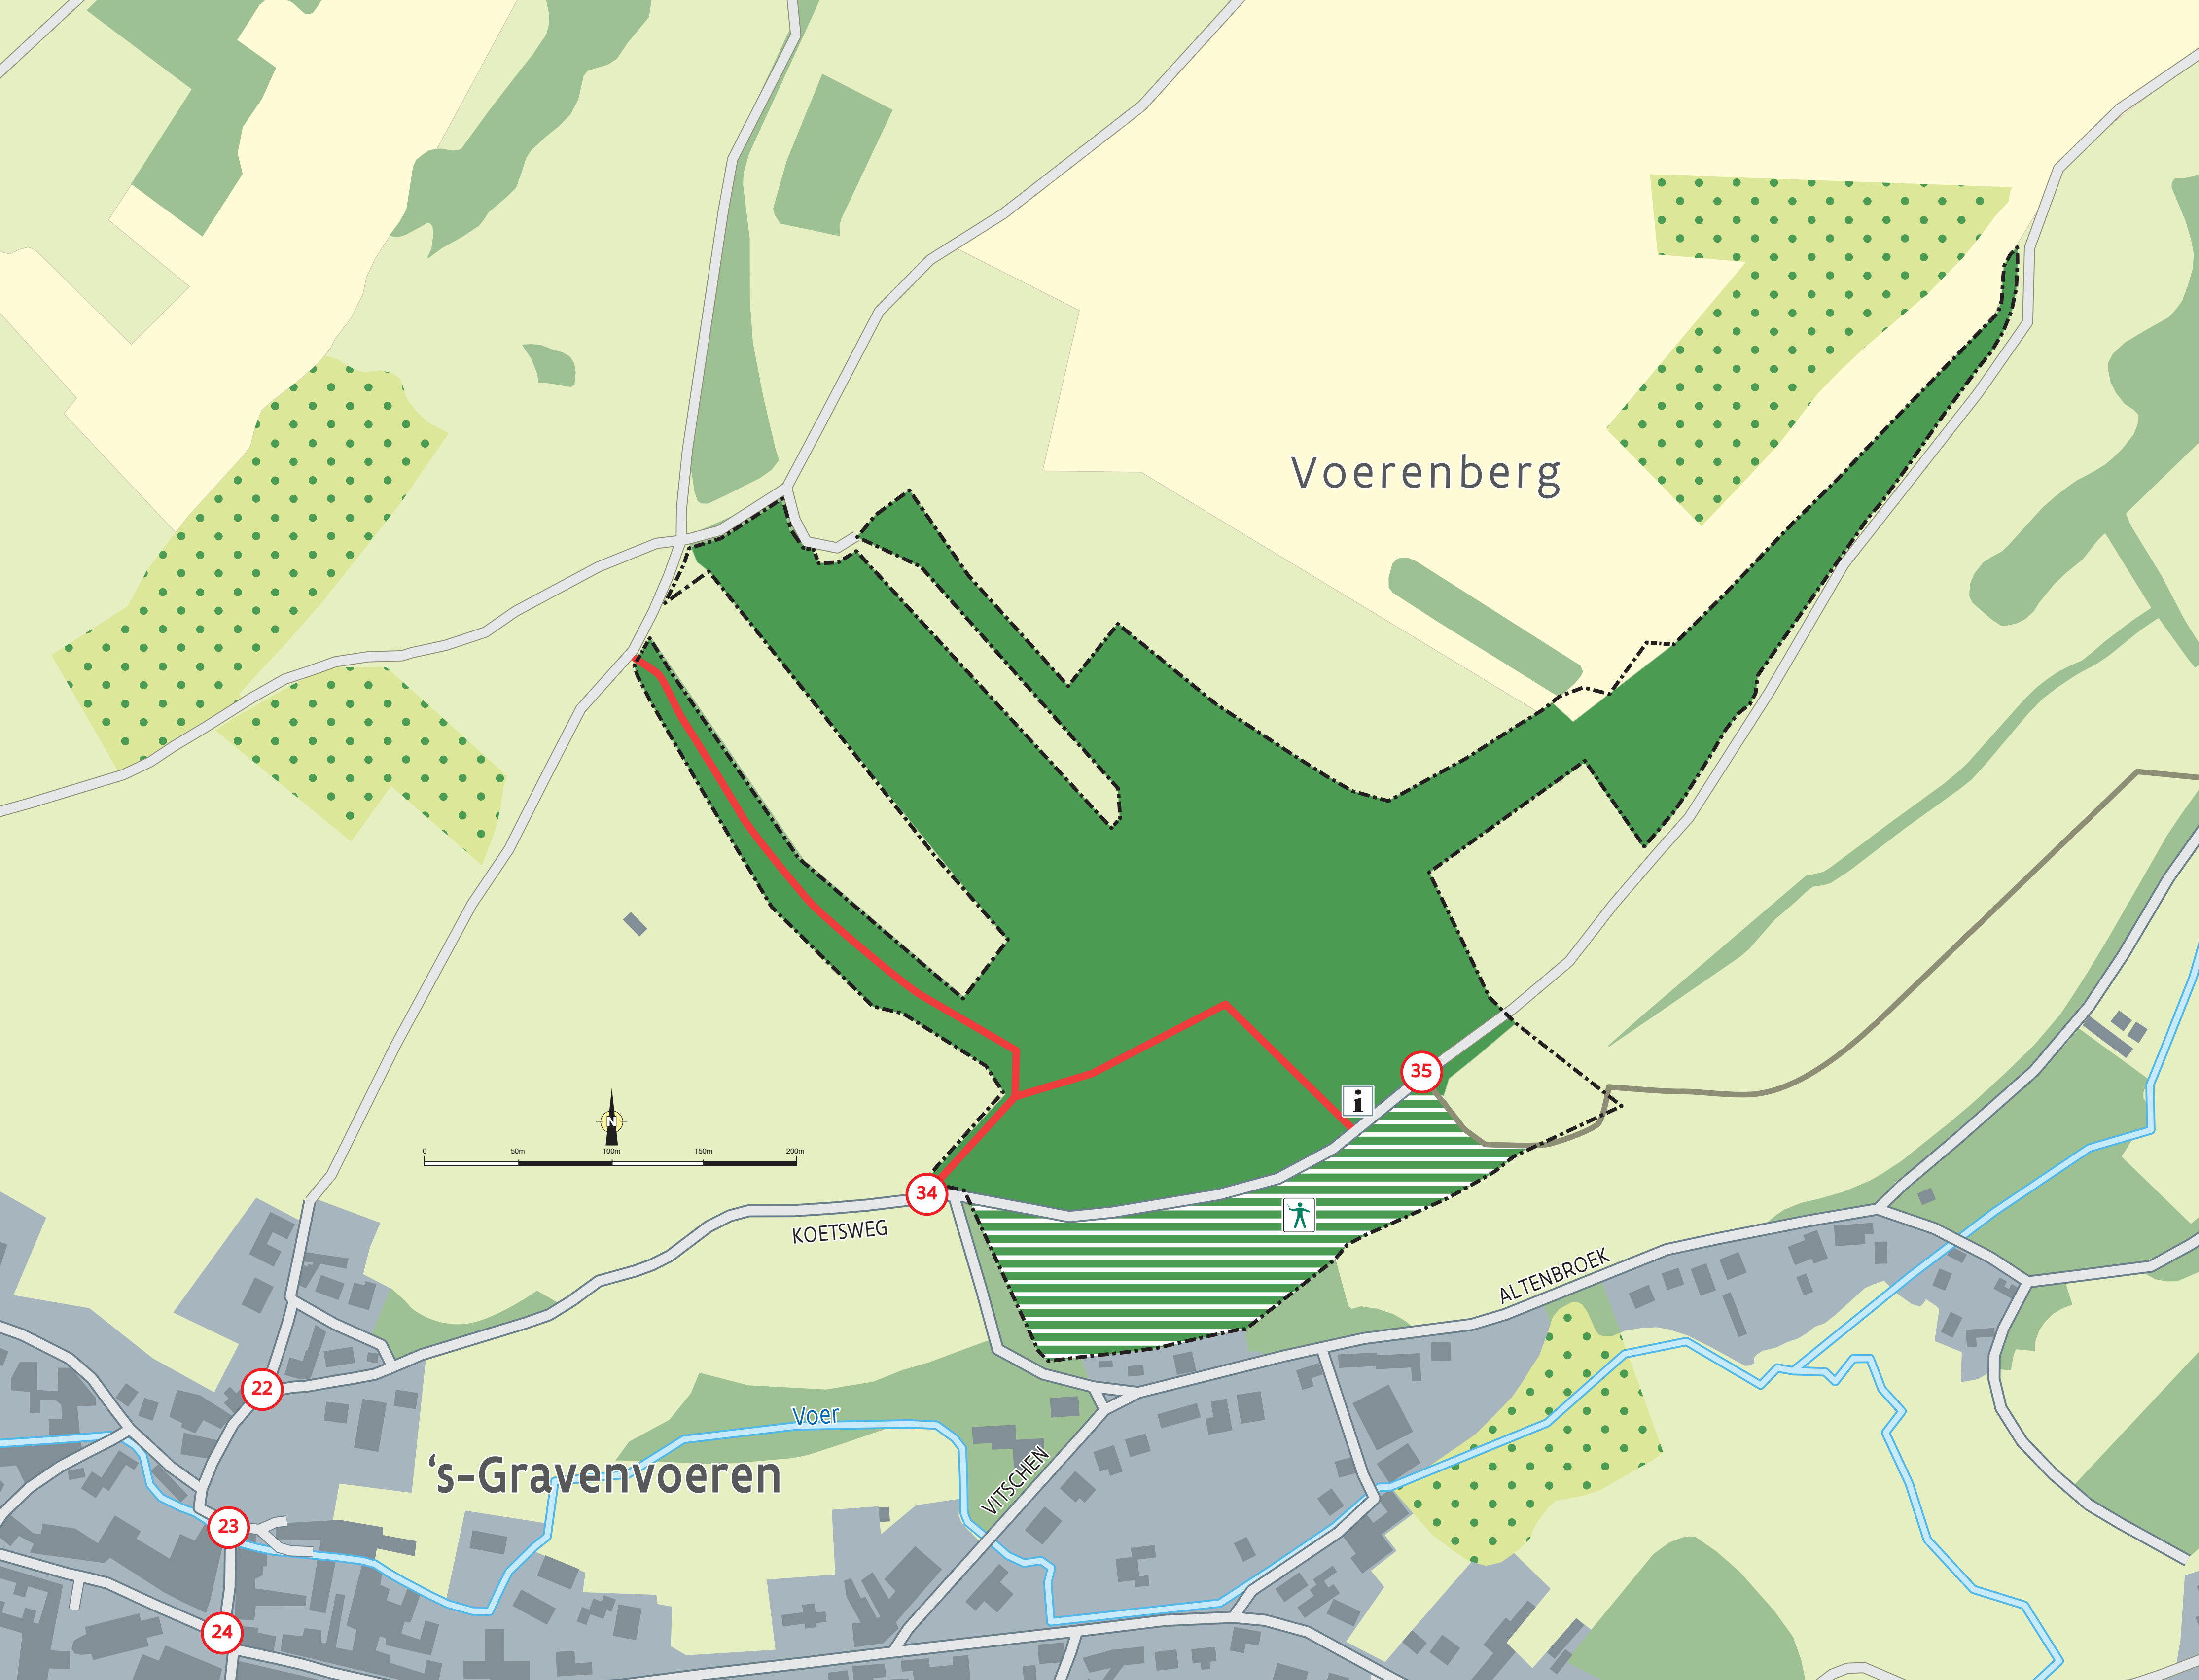 Voerenberg
35
i
N
0 50m 100m 150m 200m
34
KOETSWEG
ALTENBROEK
22
Voer
VITSCHEN
‘s-Gravenvoeren
23
24